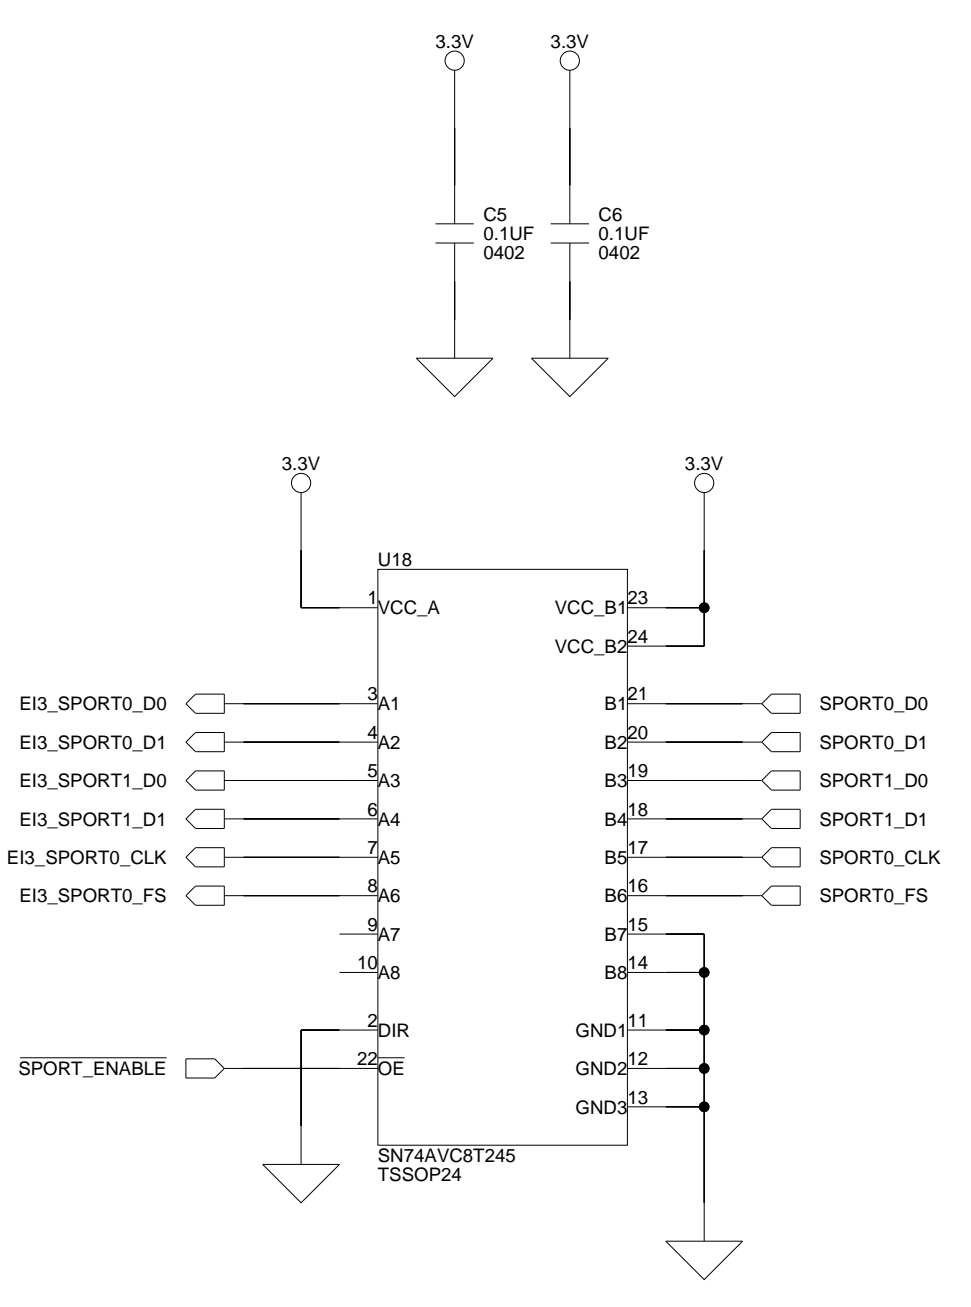 3.3V 3.3V
C5 C6
0.1UF 0.1UF
0402 0402
3.3V 3.3V
U18
1 VCC_A VCC_B1 23
VCC_B2 24
EI3_SPORT0_D0 3 A1 B1 21 SPORT0_D0
EI3_SPORT0_D1 4 A2 B2 20 SPORT0_D1
EI3_SPORT1_D0 5 A3 B3 19 SPORT1_D0
EI3_SPORT1_D1 6 A4 B4 18 SPORT1_D1
EI3_SPORT0_CLK 7 A5 B5 17 SPORT0_CLK
EI3_SPORT0_FS 8 A6 B6 16 SPORT0_FS
9 A7 B7 15
10 A8 B8 14
2 DIR GND1 11
SPORT_ENABLE 22 OE GND2 12
GND3 13
SN74AVC8T245
TSSOP24